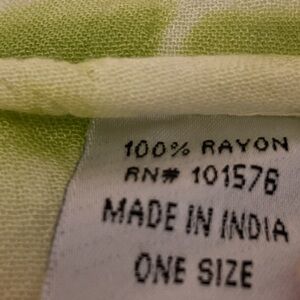 100% RAYON
RN# 101576
MADE IN INDIA
ONE SIZE